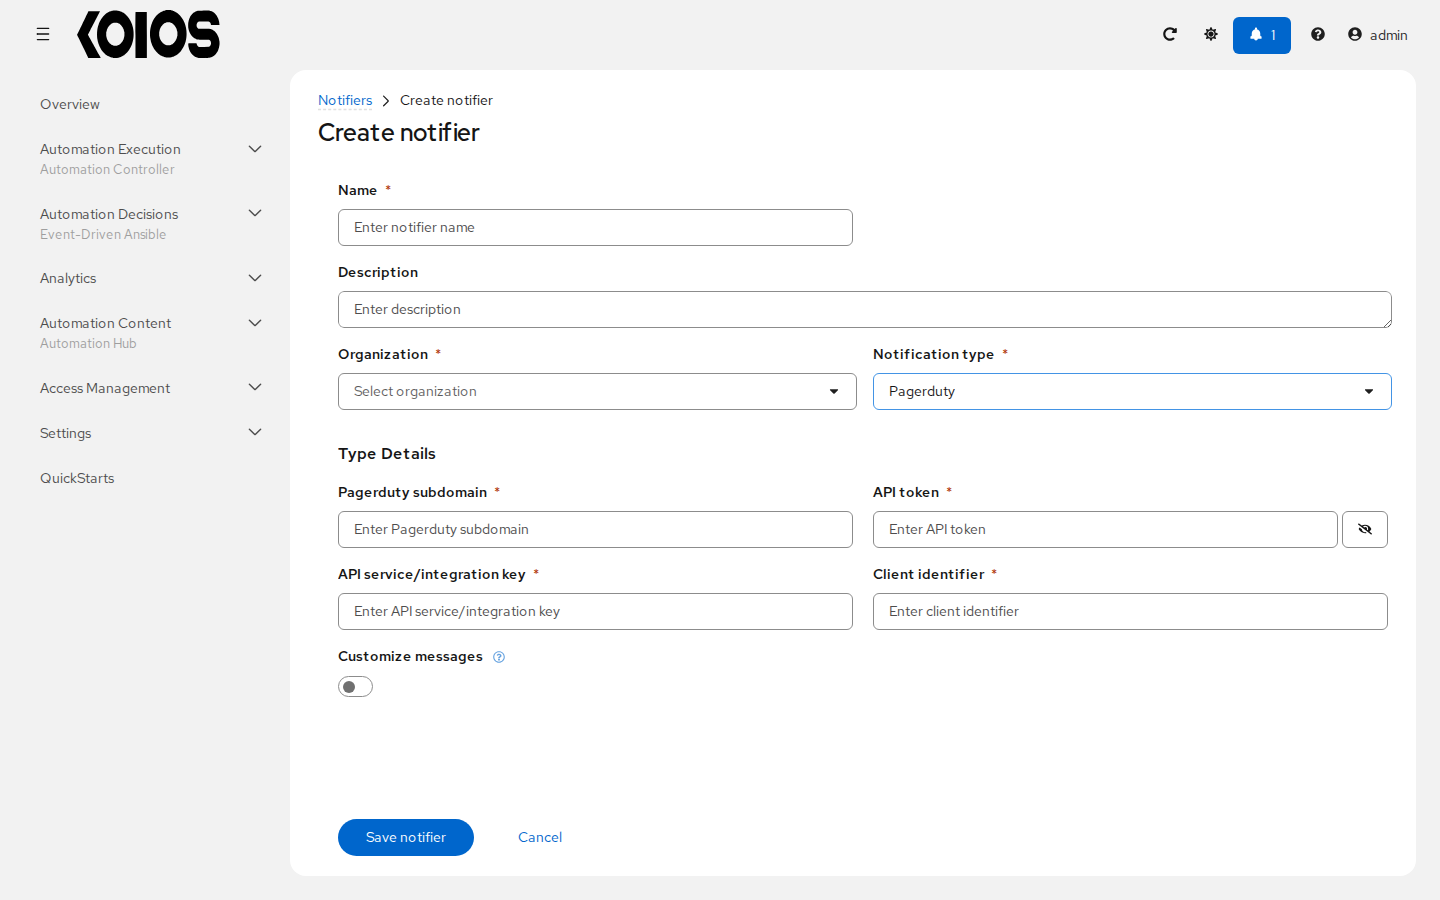 KOIOS
1
admin
Overview
Automation Execution
Automation Controller
Automation Decisions
Event-Driven Ansible
Analytics
Automation Content
Automation Hub
Access Management
Settings
QuickStarts
Notifiers > Create notifier
Create notifier
Name *
Enter notifier name
Description
Enter description
Organization * Notification type *
Select organization Pagerduty
Type Details
Pagerduty subdomain * API token *
Enter Pagerduty subdomain Enter API token
API service/integration key * Client identifier *
Enter API service/integration key Enter client identifier
Customize messages
Save notifier Cancel